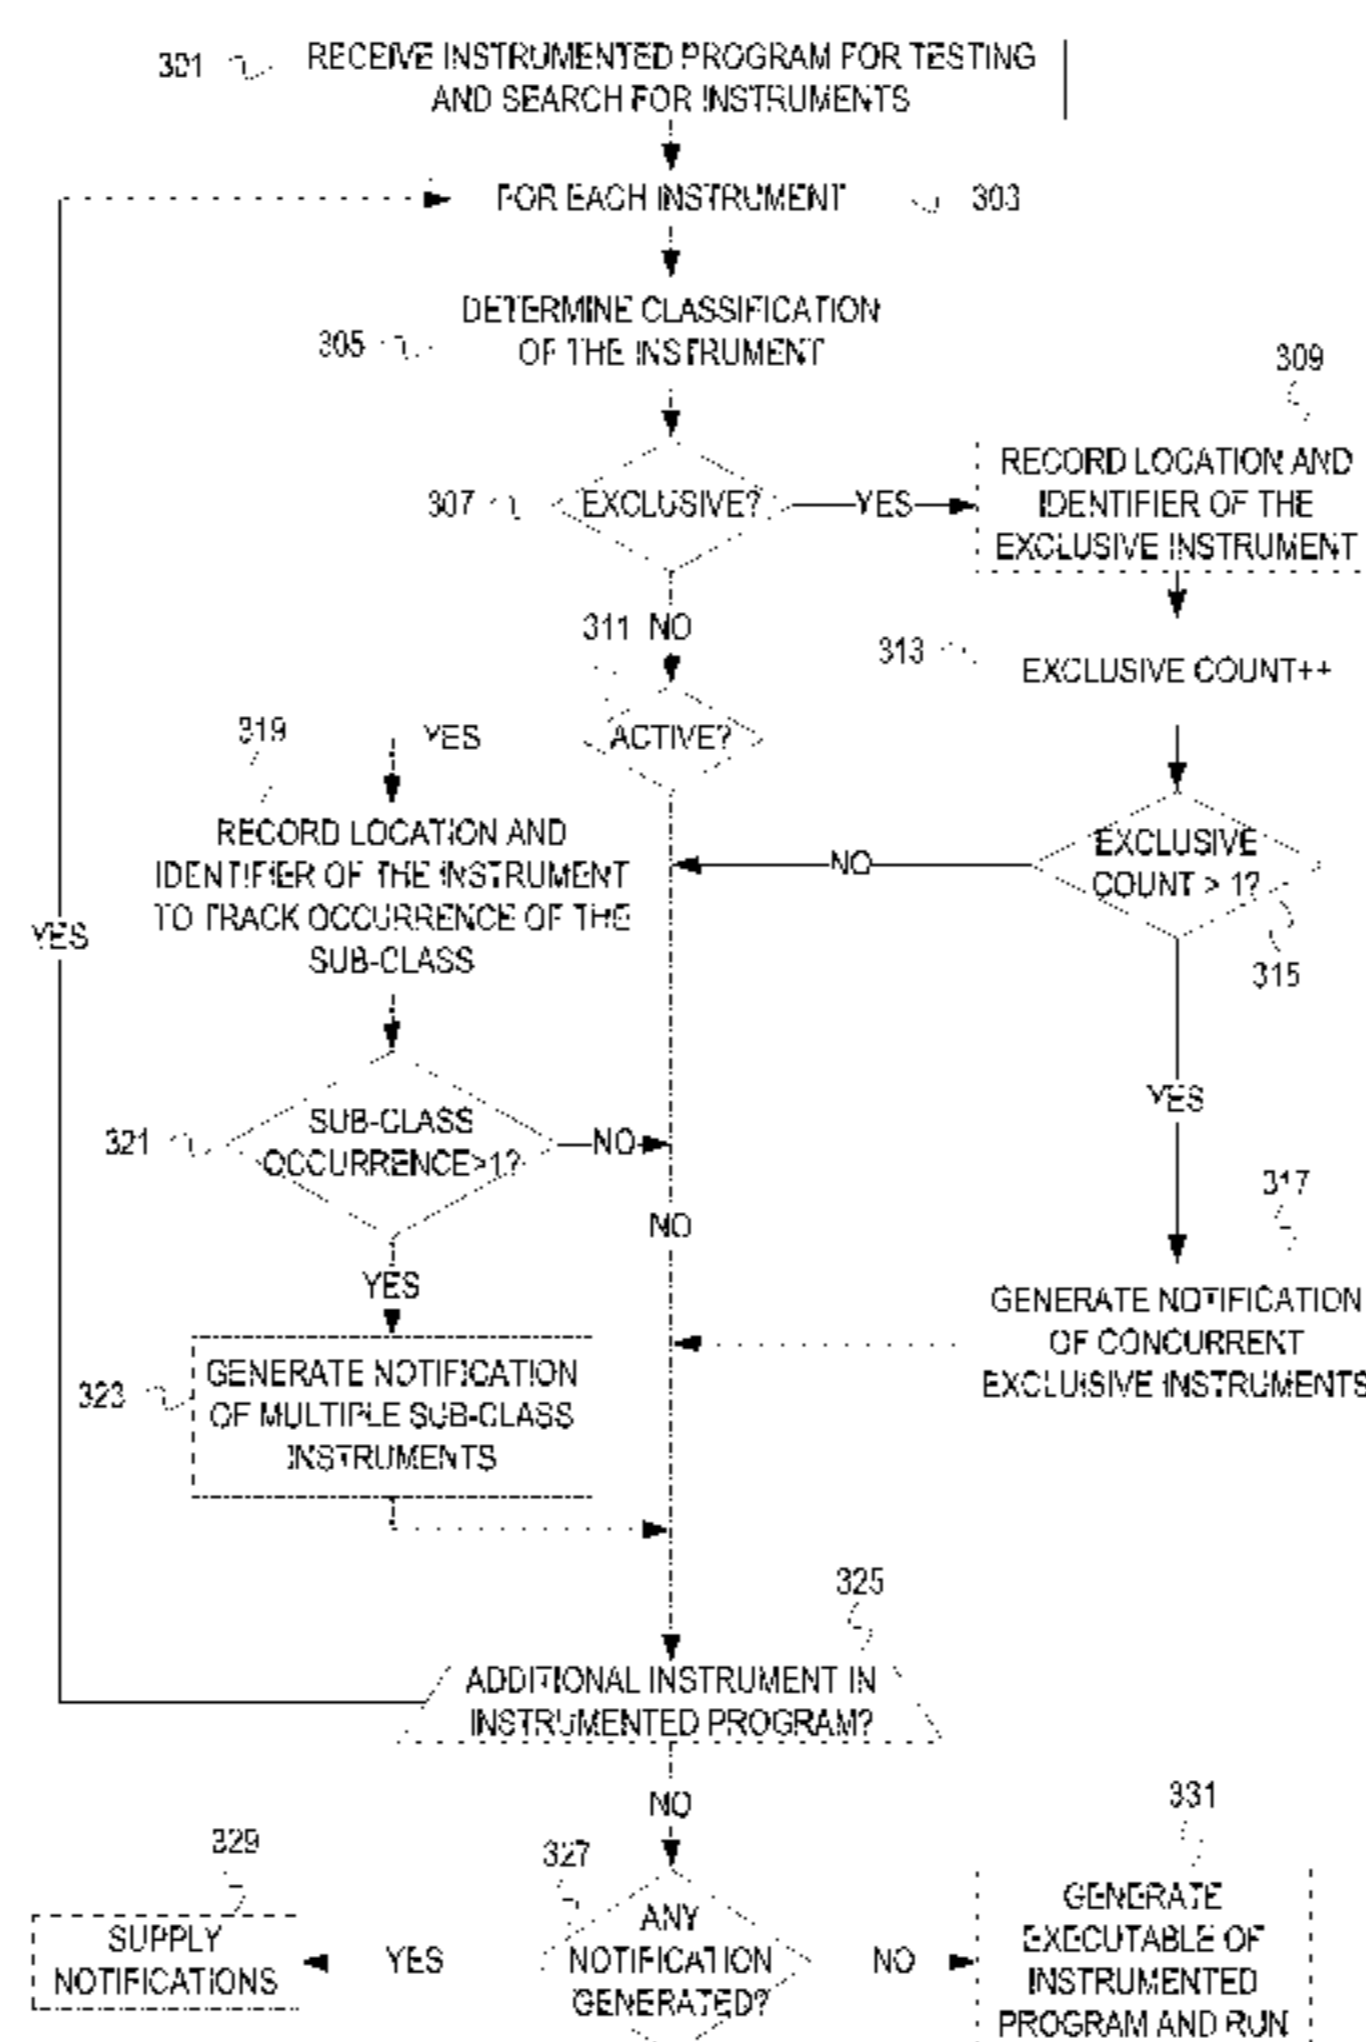 301
RECEIVE INSTRUMENTED PROGRAM FOR TESTING
AND SEARCH FOR INSTRUMENTS
FOR EACH INSTRUMENT
303
305
DETERMINE CLASSIFICATION
OF THE INSTRUMENT
307
EXCLUSIVE?
YES
309
RECORD LOCATION AND
IDENTIFIER OF THE
EXCLUSIVE INSTRUMENT
311
NO
313
EXCLUSIVE COUNT++
319
YES
ACTIVE?
RECORD LOCATION AND
IDENTIFIER OF THE INSTRUMENT
TO TRACK OCCURRENCE OF THE
SUB-CLASS
NO
EXCLUSIVE
COUNT > 1?
315
YES
YES
321
SUB-CLASS
OCCURRENCE>1?
NO
NO
317
YES
GENERATE NOTIFICATION
OF CONCURRENT
EXCLUSIVE INSTRUMENTS
323
GENERATE NOTIFICATION
OF MULTIPLE SUB-CLASS
INSTRUMENTS
325
ADDITIONAL INSTRUMENT IN
INSTRUMENTED PROGRAM?
NO
329
327
331
SUPPLY
NOTIFICATIONS
YES
ANY
NOTIFICATION
GENERATED?
NO
GENERATE
EXECUTABLE OF
INSTRUMENTED
PROGRAM AND RUN